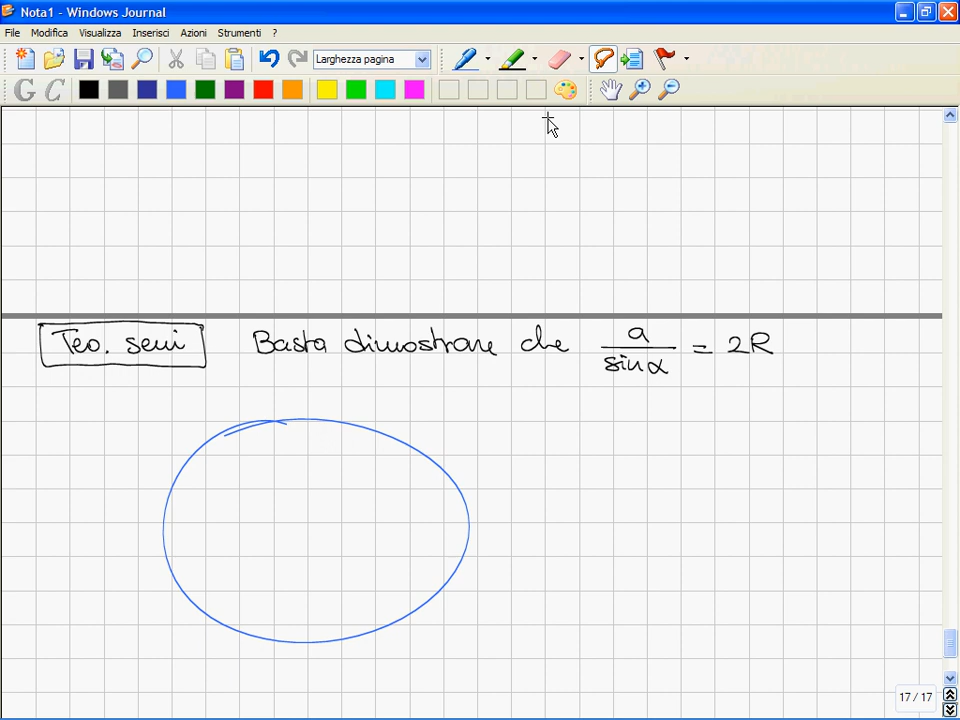 Nota1 - Windows Journal
File Modifica Visualizza Inserisci Azioni Strumenti ?
Larghezza pagina
G C
Teo. seni Basta dimostrare che a/sin α = 2R
17 / 17